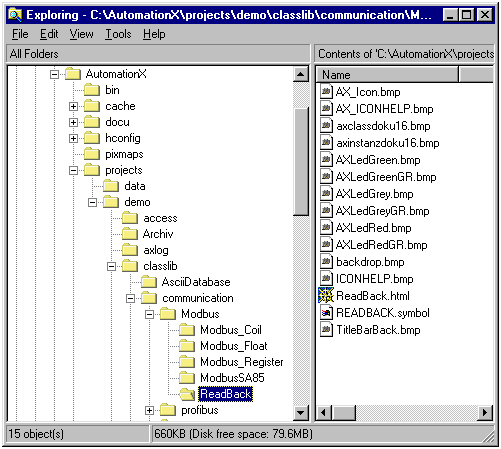 Exploring - C:\AutomationX\projects\demo\classlib\communication\M...
File Edit View Tools Help
All Folders
Contents of 'C:\AutomationX\projects
AutomationX
bin
cache
docu
hconfig
pixmaps
projects
data
demo
access
Archiv
axlog
classlib
AsciiDatabase
communication
Modbus
Modbus_Coil
Modbus_Float
Modbus_Register
ModbusSA85
ReadBack
profibus
Name
AX_Icon.bmp
AX_ICONHELP.bmp
axclassdoku16.bmp
axinstanzdoku16.bmp
AXLedGreen.bmp
AXLedGreenGR.bmp
AXLedGrey.bmp
AXLedGreyGR.bmp
AXLedRed.bmp
AXLedRedGR.bmp
backdrop.bmp
ICONHELP.bmp
ReadBack.html
READBACK.symbol
TitleBarBack.bmp
15 object(s)
660KB (Disk free space: 79.6MB)